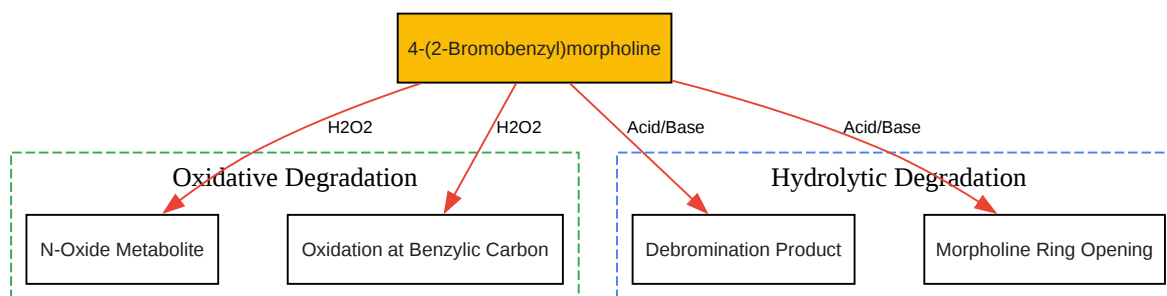 4-(2-Bromobenzyl)morpholine
H2O2
H2O2
Acid/Base
Acid/Base
Oxidative Degradation
Hydrolytic Degradation
N-Oxide Metabolite
Oxidation at Benzylic Carbon
Debromination Product
Morpholine Ring Opening